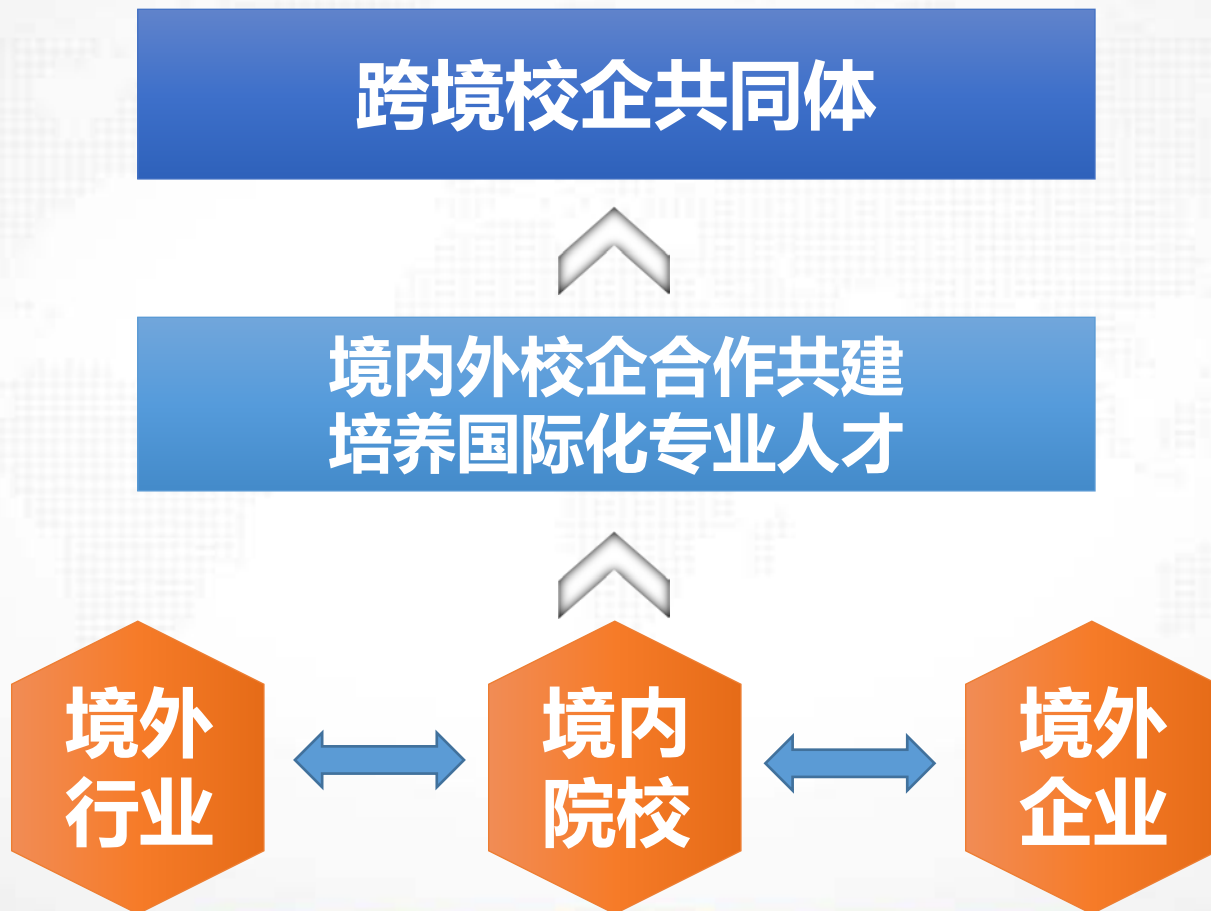 跨境校企共同体
境内外校企合作共建
培养国际化专业人才
境外
行业
境内
院校
境外
企业